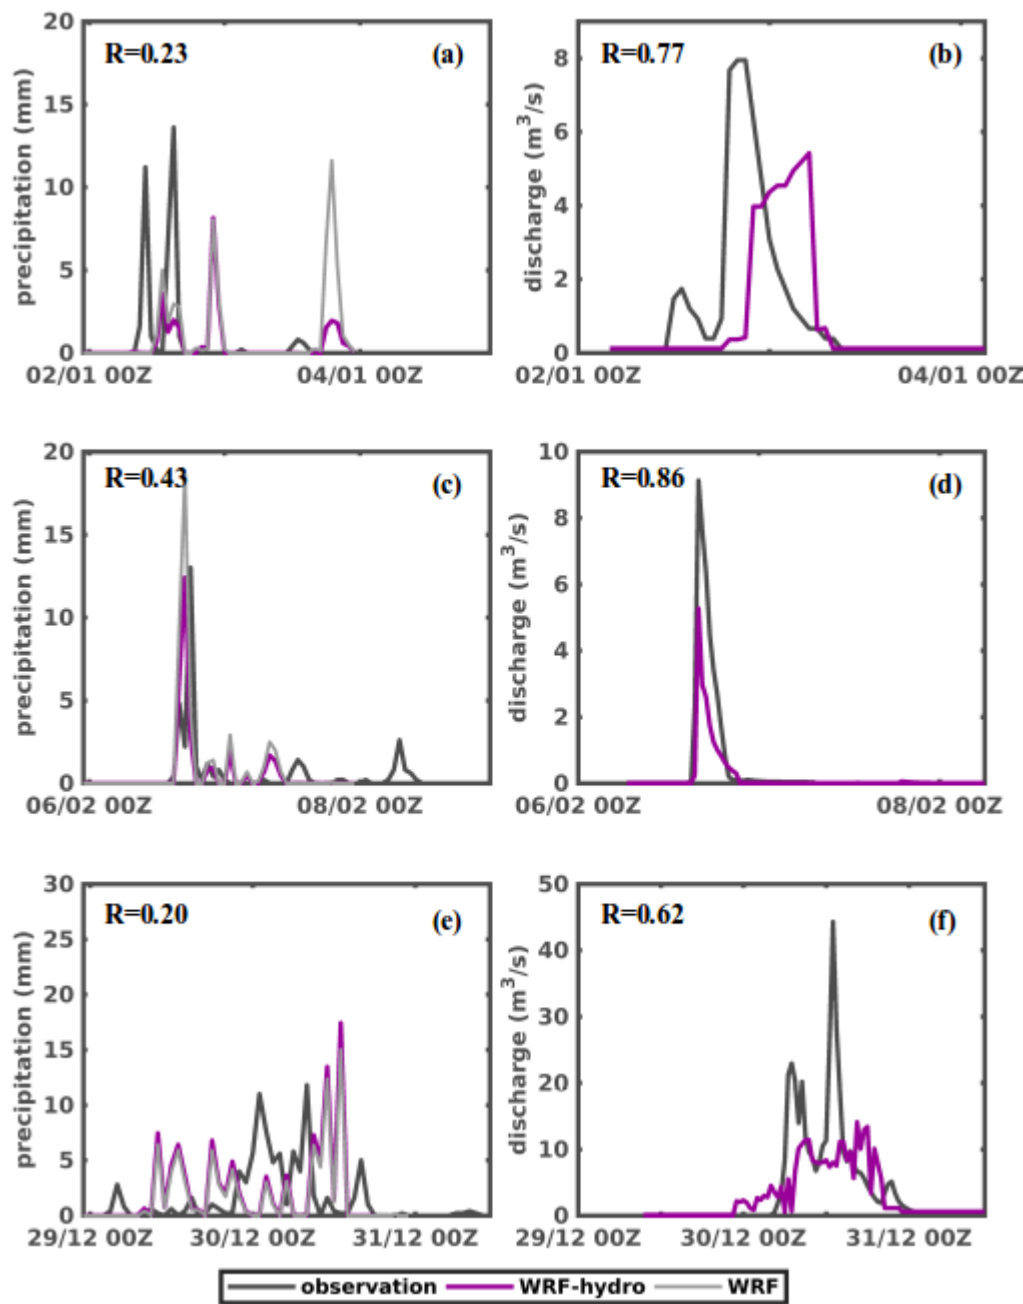 R=0.23 (a)
precipitation (mm)
20
15
10
5
0
02/01 00Z 04/01 00Z
R=0.77 (b)
discharge (m³/s)
8
6
4
2
0
02/01 00Z 04/01 00Z
R=0.43 (c)
precipitation (mm)
20
15
10
5
0
06/02 00Z 08/02 00Z
R=0.86 (d)
discharge (m³/s)
10
8
6
4
2
0
06/02 00Z 08/02 00Z
R=0.20 (e)
precipitation (mm)
30
25
20
15
10
5
0
29/12 00Z 30/12 00Z 31/12 00Z
R=0.62 (f)
discharge (m³/s)
50
40
30
20
10
0
29/12 00Z 30/12 00Z 31/12 00Z
observation WRF-hydro WRF